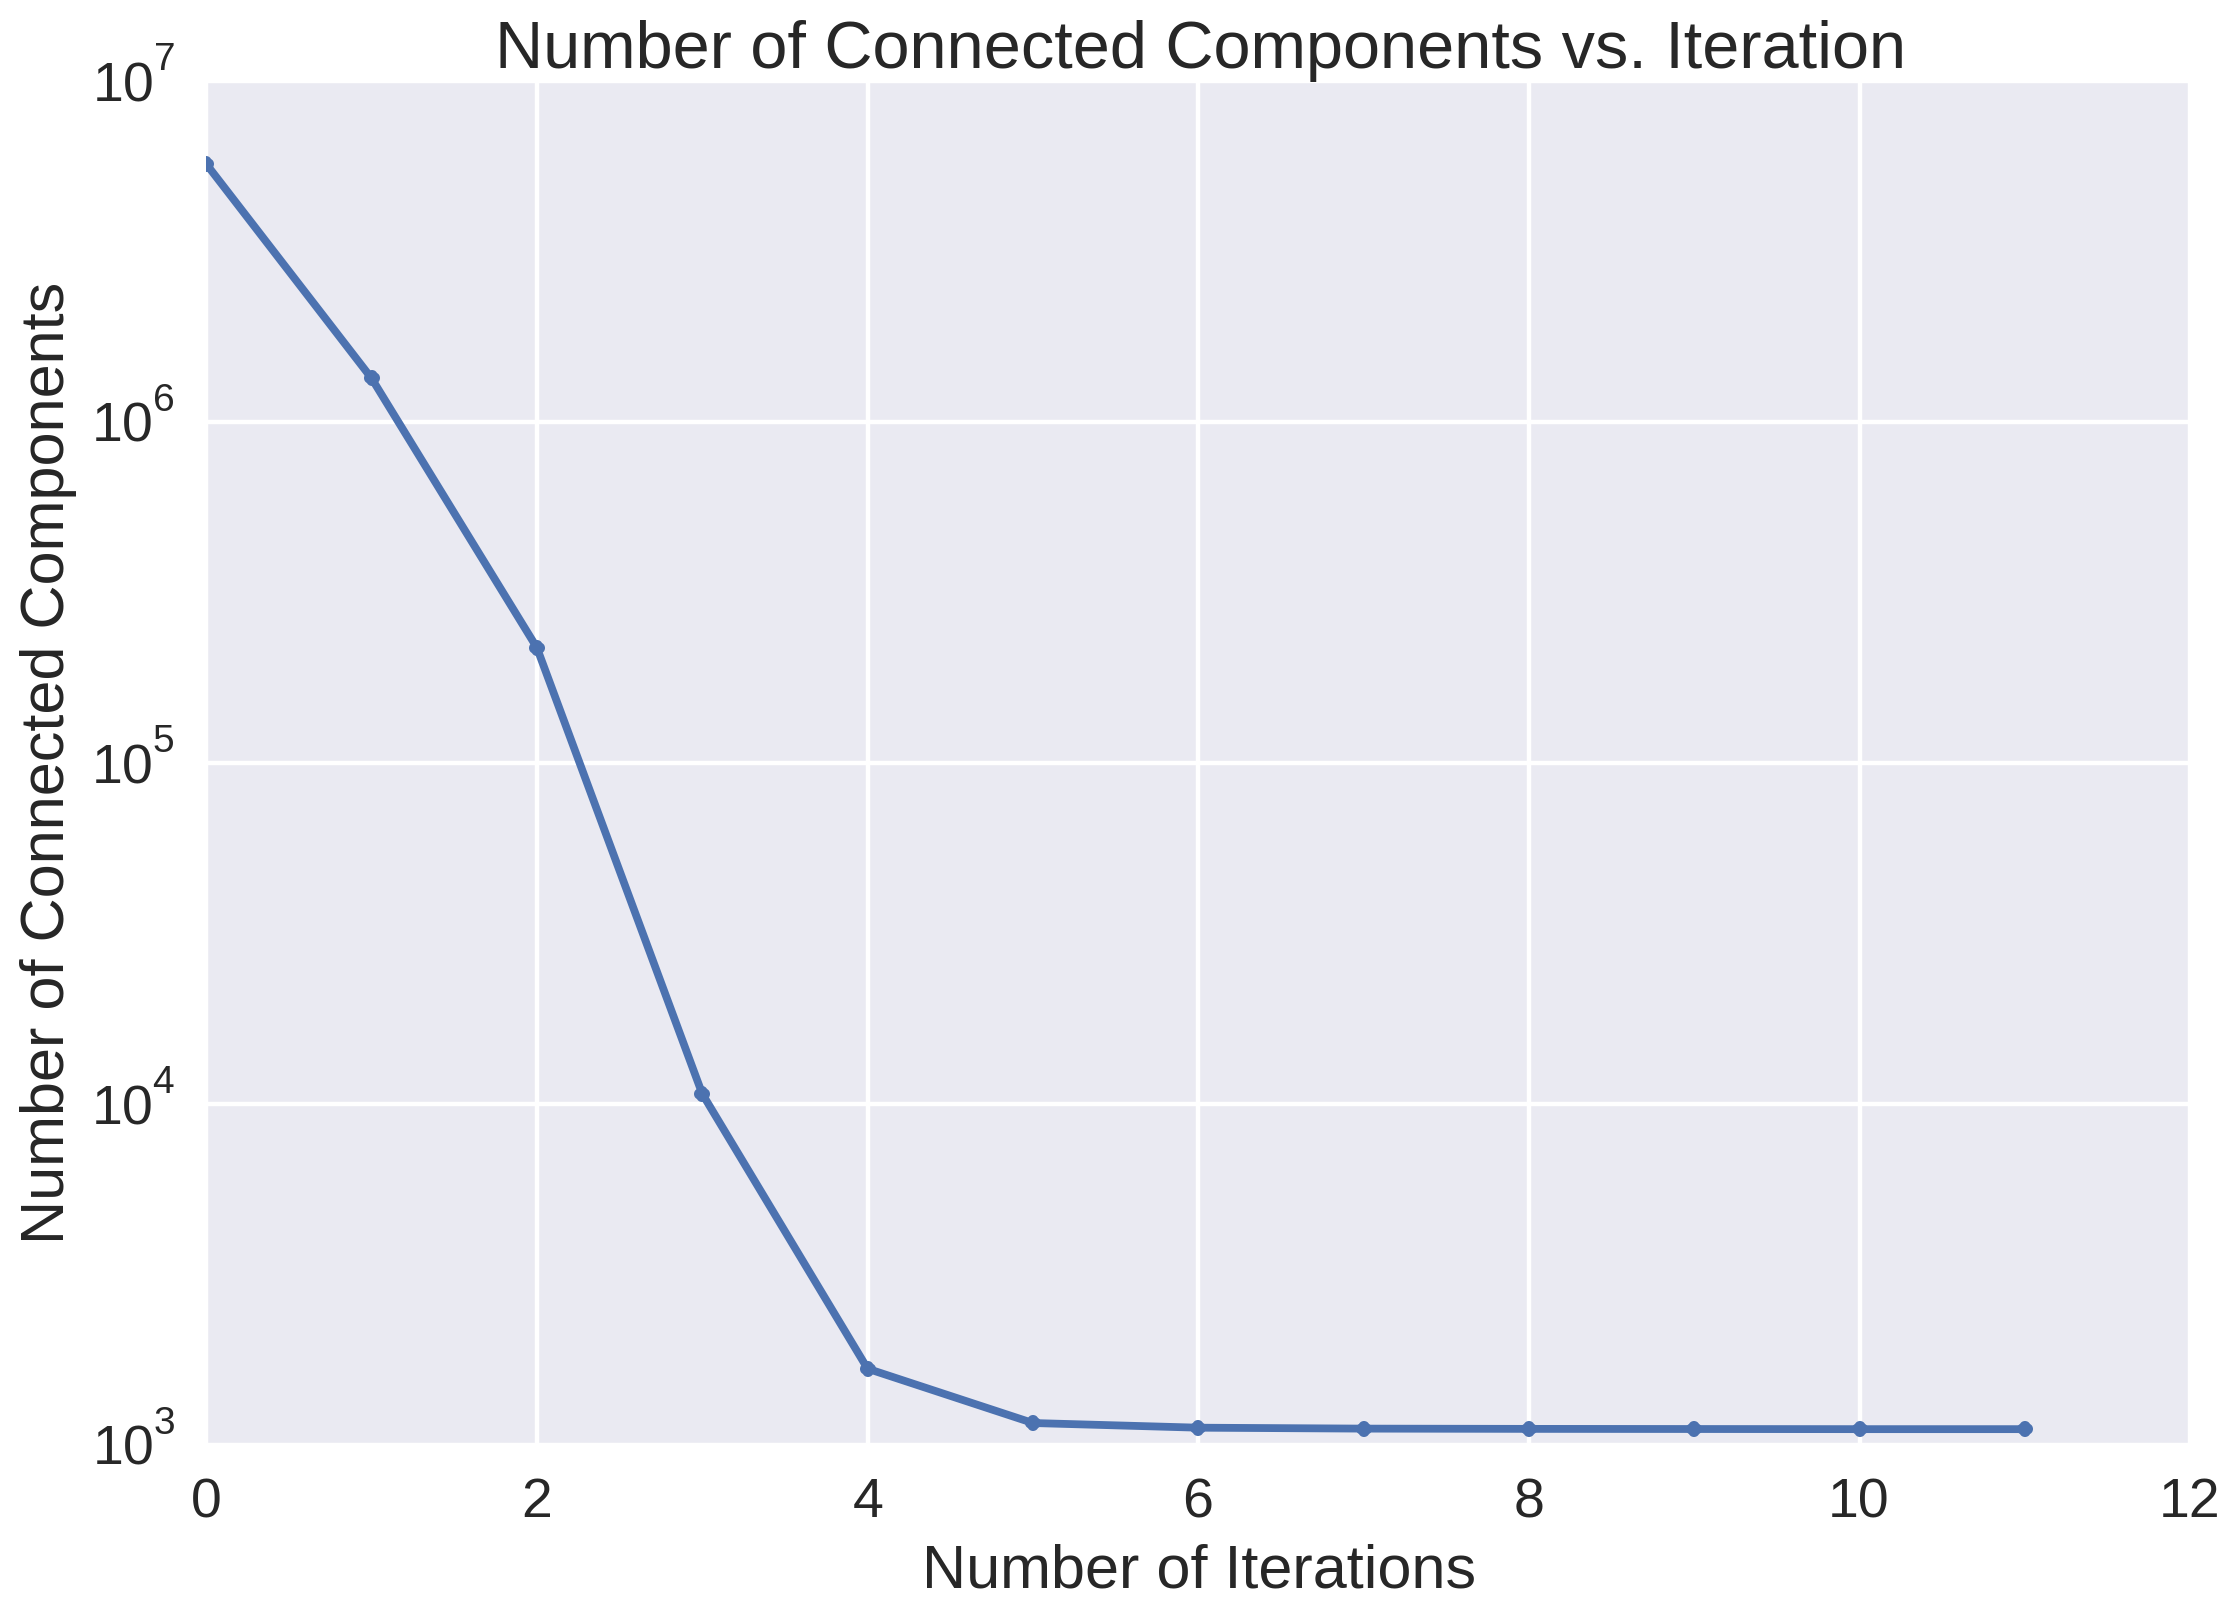 Number of Connected Components vs. Iteration
Number of Connected Components
10^7
10^6
10^5
10^4
10^3
0 2 4 6 8 10 12
Number of Iterations